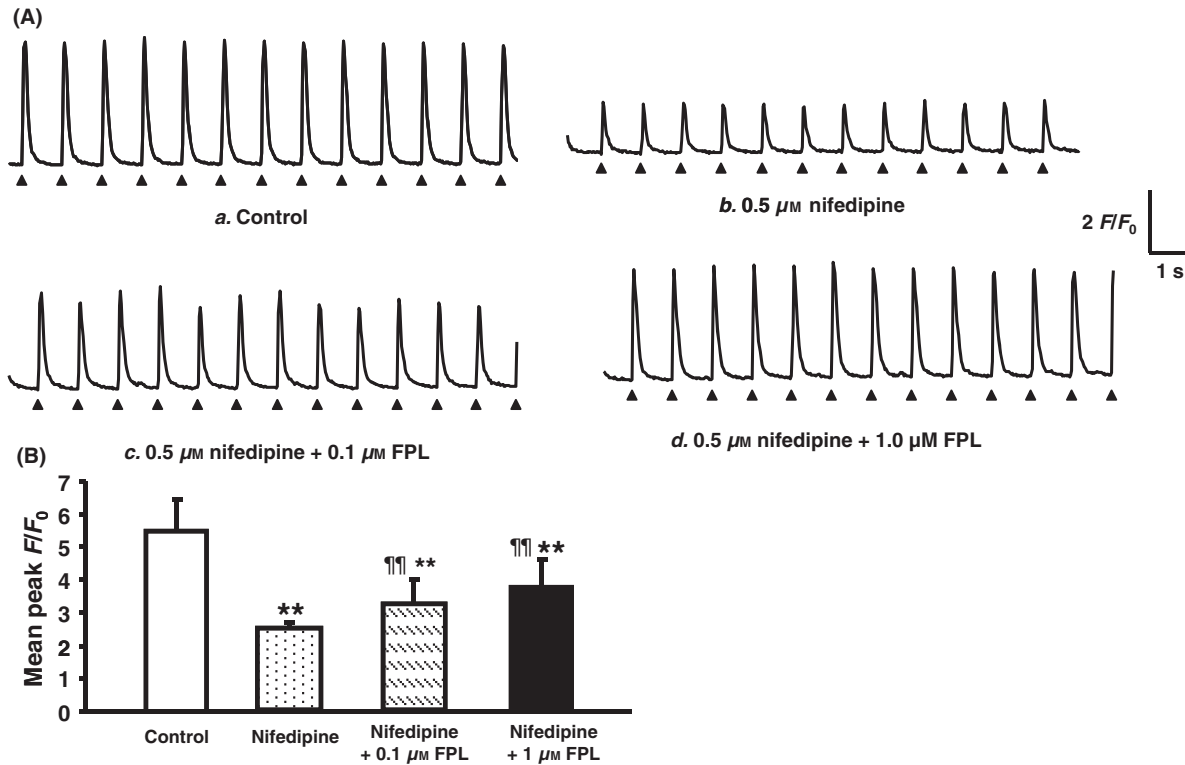 (A)
a. Control
b. 0.5 μM nifedipine
2 F/F0
1 s
c. 0.5 μM nifedipine + 0.1 μM FPL
d. 0.5 μM nifedipine + 1.0 μM FPL
(B)
Mean peak F/F0
7
6
5
4
3
2
1
0
**
¶¶ **
¶¶ **
Control
Nifedipine
Nifedipine
+ 0.1 μM FPL
Nifedipine
+ 1 μM FPL